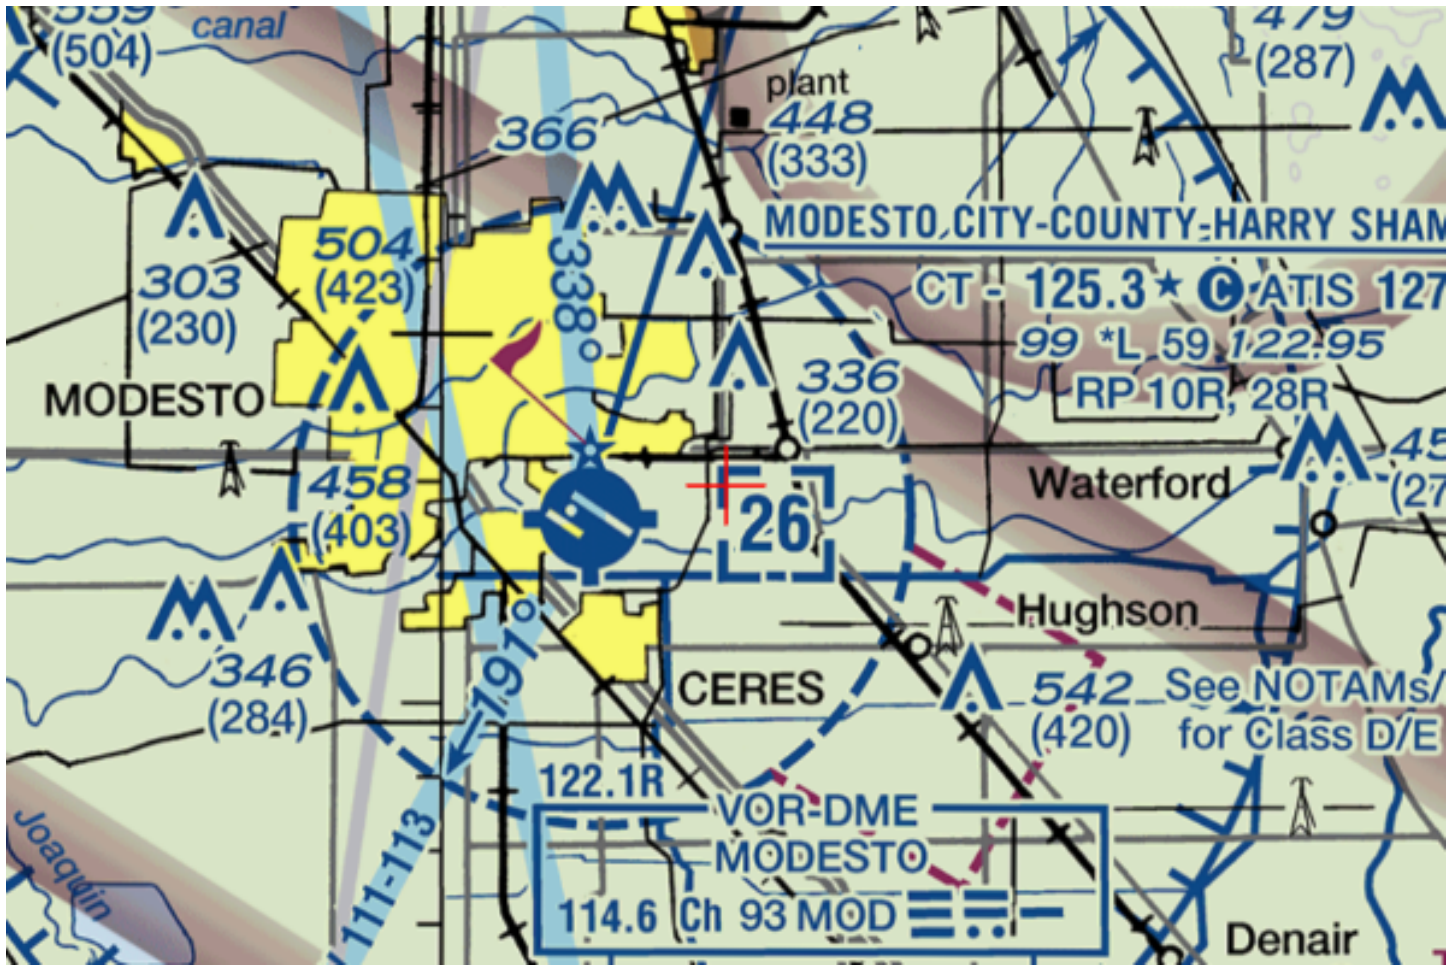 559
(504)
canal
479
(287)
plant
448
(333)
366
MODESTO CITY-COUNTY-HARRY SHAM
504
(423)
303
(230)
338°
CT - 125.3 ★ C ATIS 127
99 *L 59 122.95
RP 10R, 28R
MODESTO
336
(220)
458
(403)
26
Waterford
45
(27
Hughson
346
(284)
191°
CERES
542
(420)
See NOTAMs/
for Class D/E
122.1R
VOR-DME
MODESTO
114.6 Ch 93 MOD
111-113
Joaquin
Denair